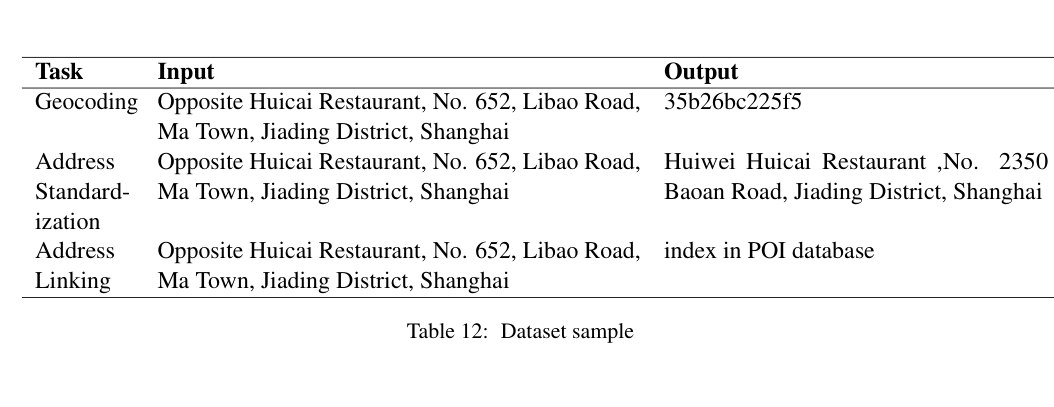 Task Input Output
Geocoding Opposite Huicai Restaurant, No. 652, Libao Road, 35b26bc225f5
Ma Town, Jiading District, Shanghai
Address Opposite Huicai Restaurant, No. 652, Libao Road, Huiwei Huicai Restaurant ,No. 2350
Standard- Ma Town, Jiading District, Shanghai Baoan Road, Jiading District, Shanghai
ization
Address Opposite Huicai Restaurant, No. 652, Libao Road, index in POI database
Linking Ma Town, Jiading District, Shanghai
Table 12: Dataset sample